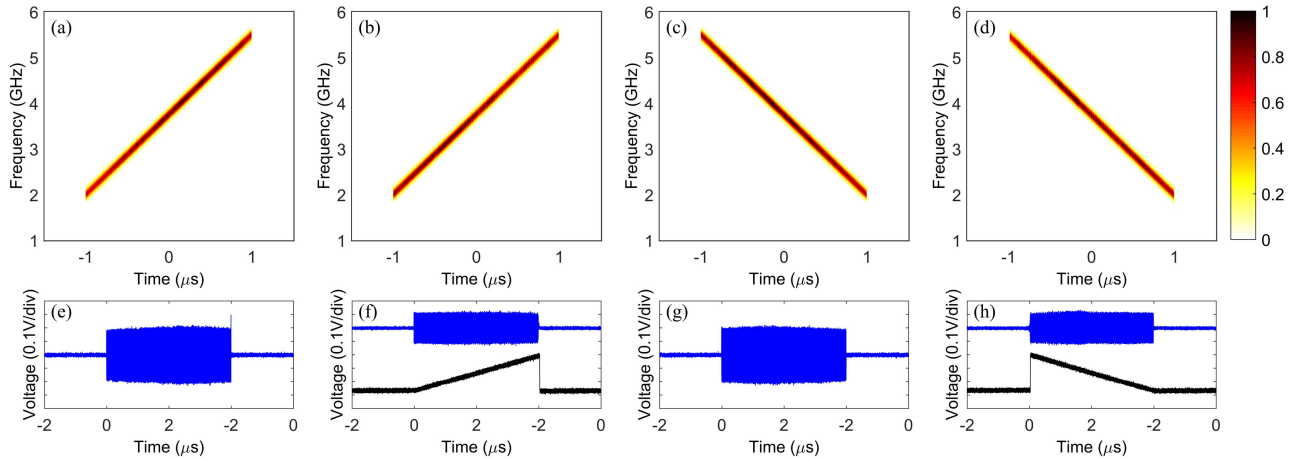 (a)
(b)
(c)
(d)
6
5
4
3
2
1
Frequency (GHz)
-1
0
1
Time (μs)
6
5
4
3
2
1
Frequency (GHz)
-1
0
1
Time (μs)
6
5
4
3
2
1
Frequency (GHz)
-1
0
1
Time (μs)
6
5
4
3
2
1
Frequency (GHz)
-1
0
1
Time (μs)
1
0.8
0.6
0.4
0.2
0
(e)
Voltage (0.1V/div)
-2
0
2
-2
0
Time (μs)
(f)
Voltage (0.1V/div)
-2
0
2
-2
0
Time (μs)
(g)
Voltage (0.1V/div)
-2
0
2
-2
0
Time (μs)
(h)
Voltage (0.1V/div)
-2
0
2
-2
0
Time (μs)